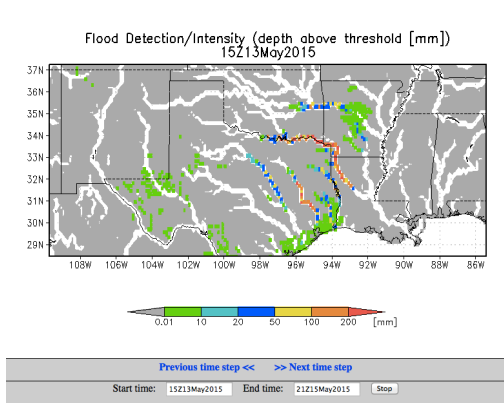 Flood Detection/Intensity (depth above threshold [mm])
15Z13May2015
37N
36N
35N
34N
33N
32N
31N
30N
29N
108W 106W 104W 102W 100W 98W 96W 94W 92W 90W 88W 86W
0.01 10 20 50 100 200 [mm]
Previous time step << >> Next time step
Start time: 15Z13May2015 End time: 21Z15May2015 Stop